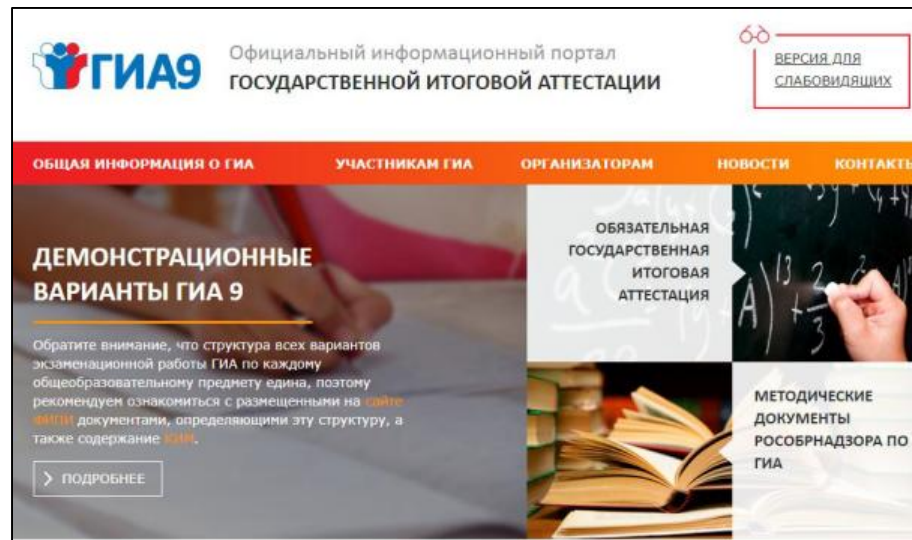 ГИА9
Официальный информационный портал
ГОСУДАРСТВЕННОЙ ИТОГОВОЙ АТТЕСТАЦИИ
ВЕРСИЯ ДЛЯ
СЛАБОВИДЯЩИХ
ОБЩАЯ ИНФОРМАЦИЯ О ГИА УЧАСТНИКАМ ГИА ОРГАНИЗАТОРАМ НОВОСТИ КОНТАКТЫ
ДЕМОНСТРАЦИОННЫЕ
ВАРИАНТЫ ГИА 9
Обратите внимание, что структура всех вариантов
экзаменационной работы ГИА по каждому
общеобразовательному предмету едина, поэтому
рекомендуем ознакомиться с размещенными на сайте
ФИПИ документами, определяющими эту структуру, а
также содержание КИМ.
ПОДРОБНЕЕ
ОБЯЗАТЕЛЬНАЯ
ГОСУДАРСТВЕННАЯ
ИТОГОВАЯ
АТТЕСТАЦИЯ
МЕТОДИЧЕСКИЕ
ДОКУМЕНТЫ
РОСОБРНАДЗОРА ПО
ГИА